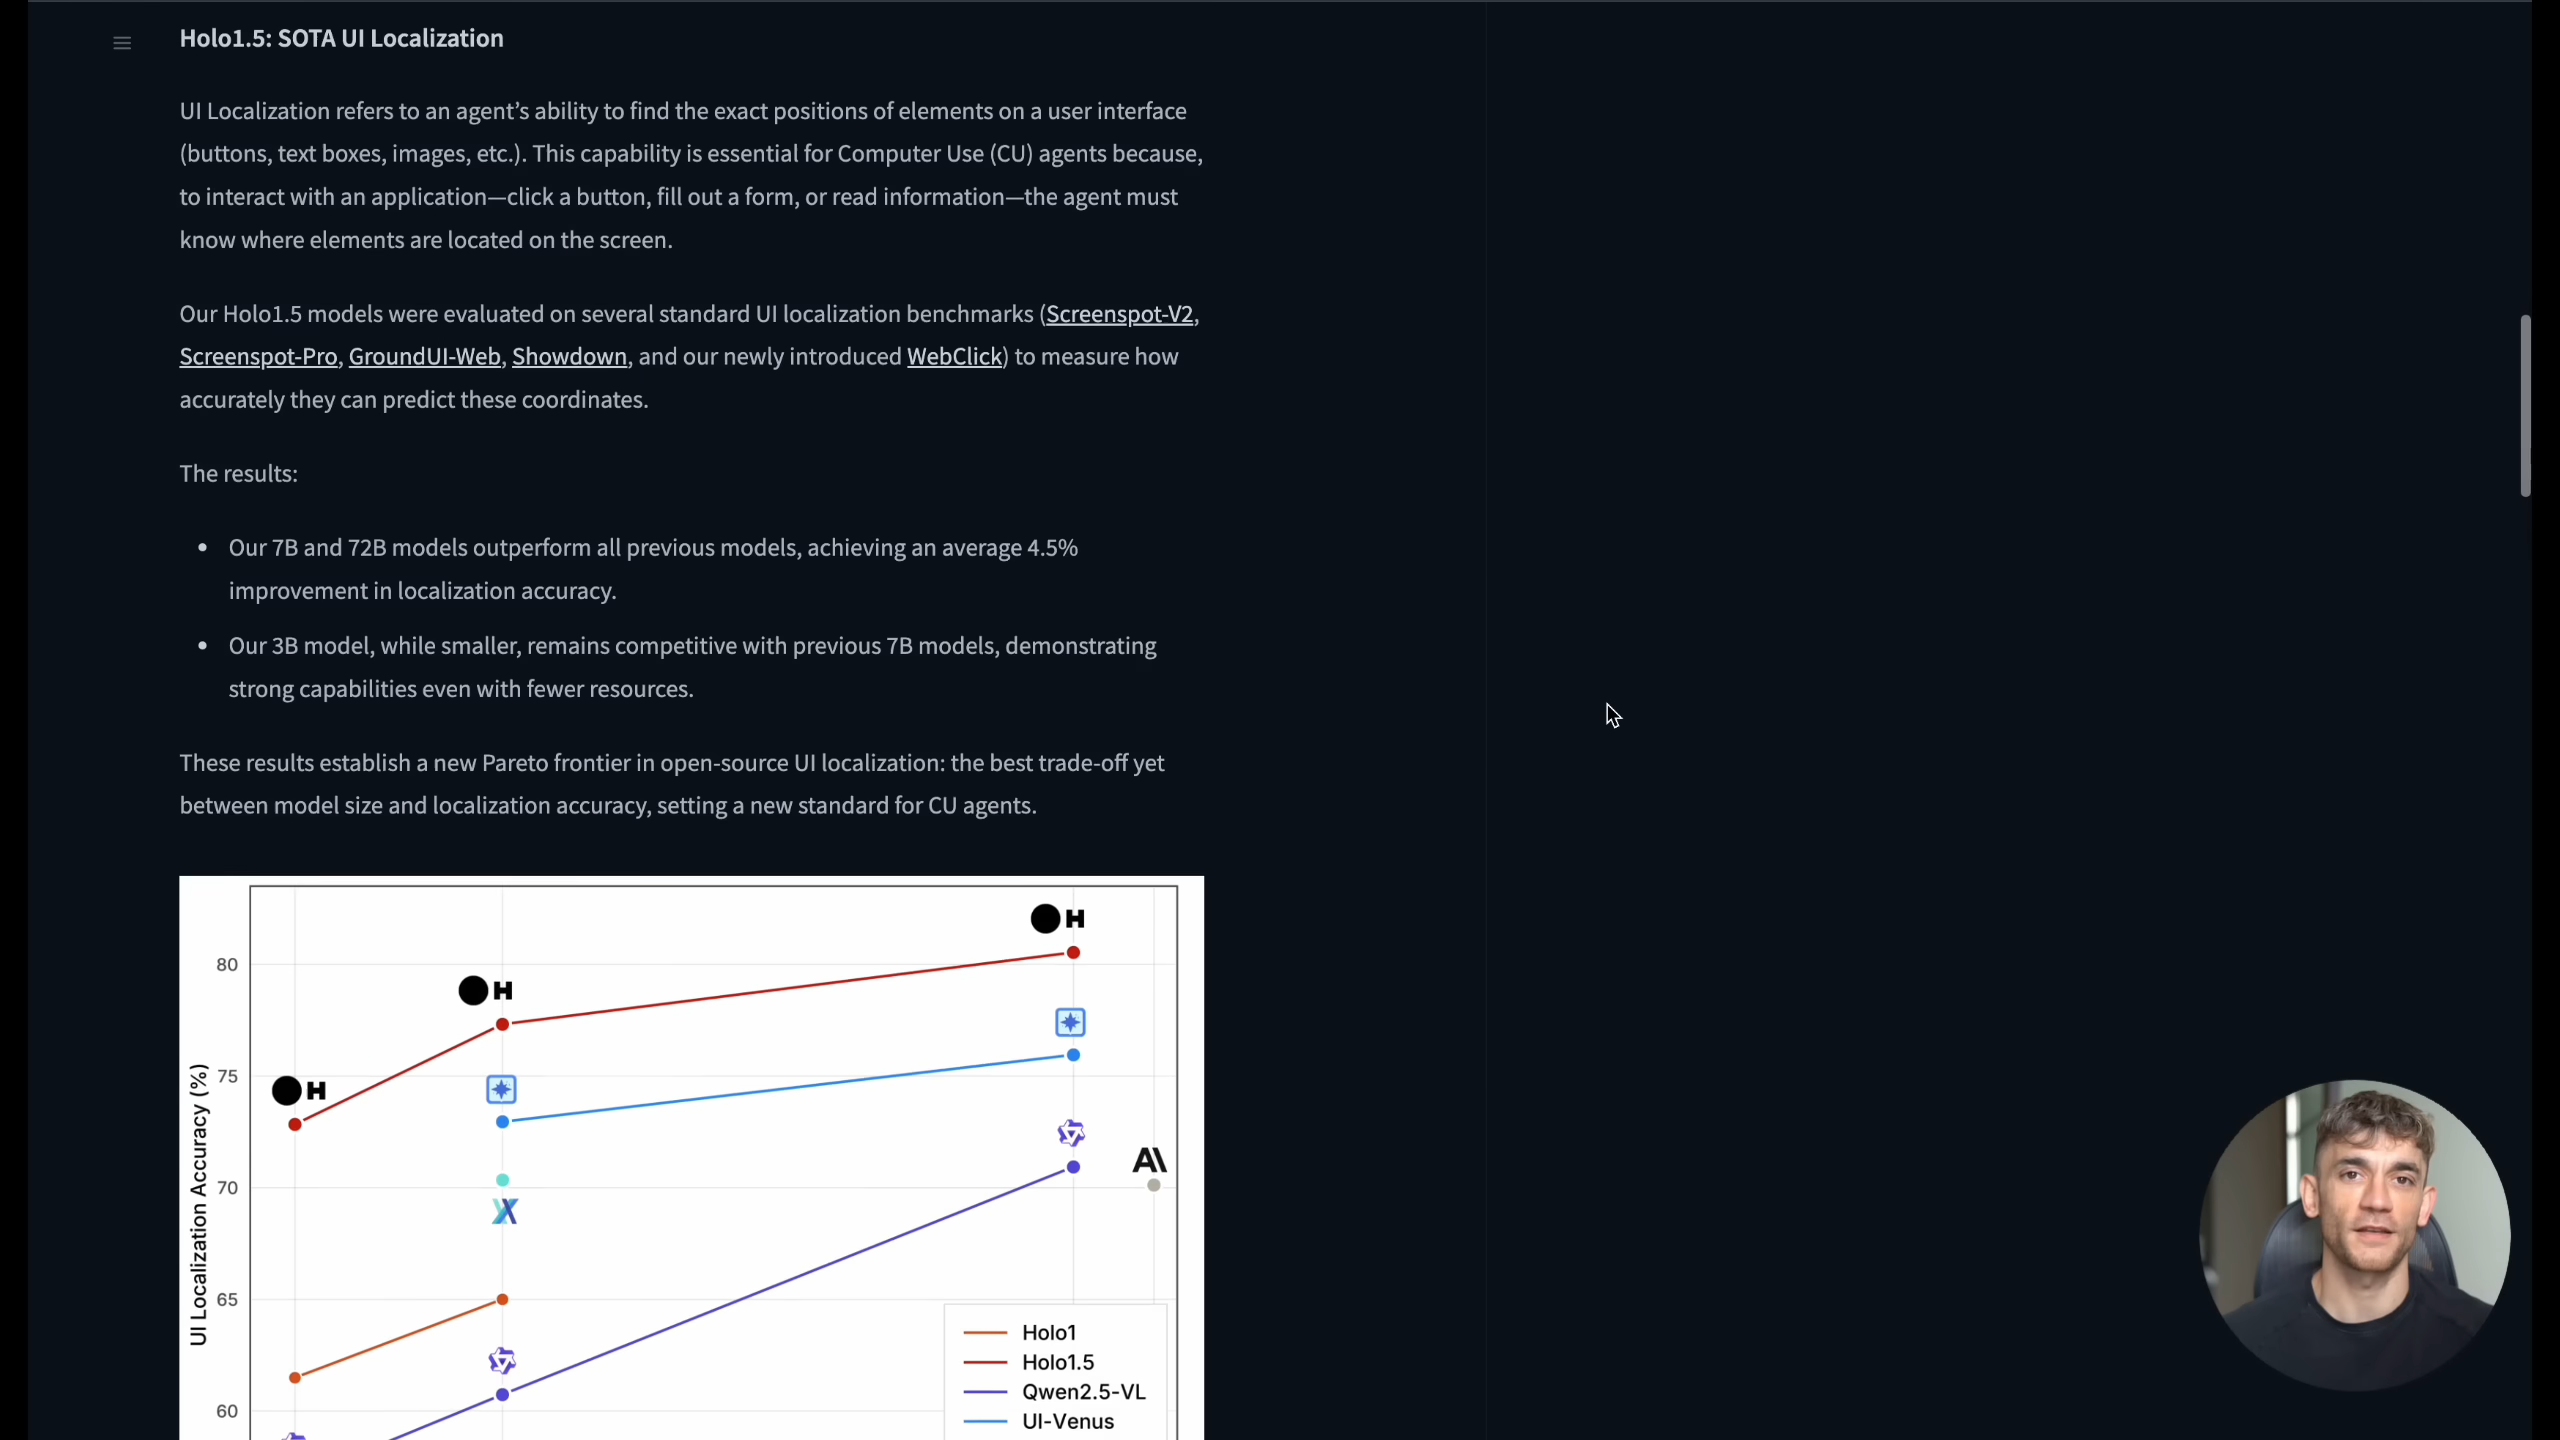 Holo1.5: SOTA UI Localization
UI Localization refers to an agent’s ability to find the exact positions of elements on a user interface
(buttons, text boxes, images, etc.). This capability is essential for Computer Use (CU) agents because,
to interact with an application—click a button, fill out a form, or read information—the agent must
know where elements are located on the screen.
Our Holo1.5 models were evaluated on several standard UI localization benchmarks (Screenspot-V2,
Screenspot-Pro, GroundUI-Web, Showdown, and our newly introduced WebClick) to measure how
accurately they can predict these coordinates.
The results:
• Our 7B and 72B models outperform all previous models, achieving an average 4.5%
improvement in localization accuracy.
• Our 3B model, while smaller, remains competitive with previous 7B models, demonstrating
strong capabilities even with fewer resources.
These results establish a new Pareto frontier in open-source UI localization: the best trade-off yet
between model size and localization accuracy, setting a new standard for CU agents.
H
80
H
H
75
UI Localization Accuracy (%)
A\
70
65
Holo1
Holo1.5
Qwen2.5-VL
60
UI-Venus